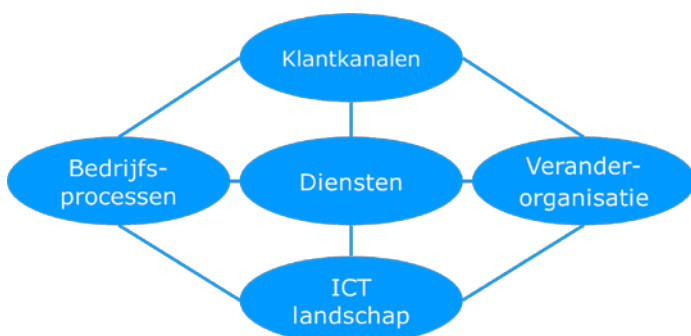 Klantkanalen
Bedrijfs-
processen
Diensten
Verander-
organisatie
ICT
landschap